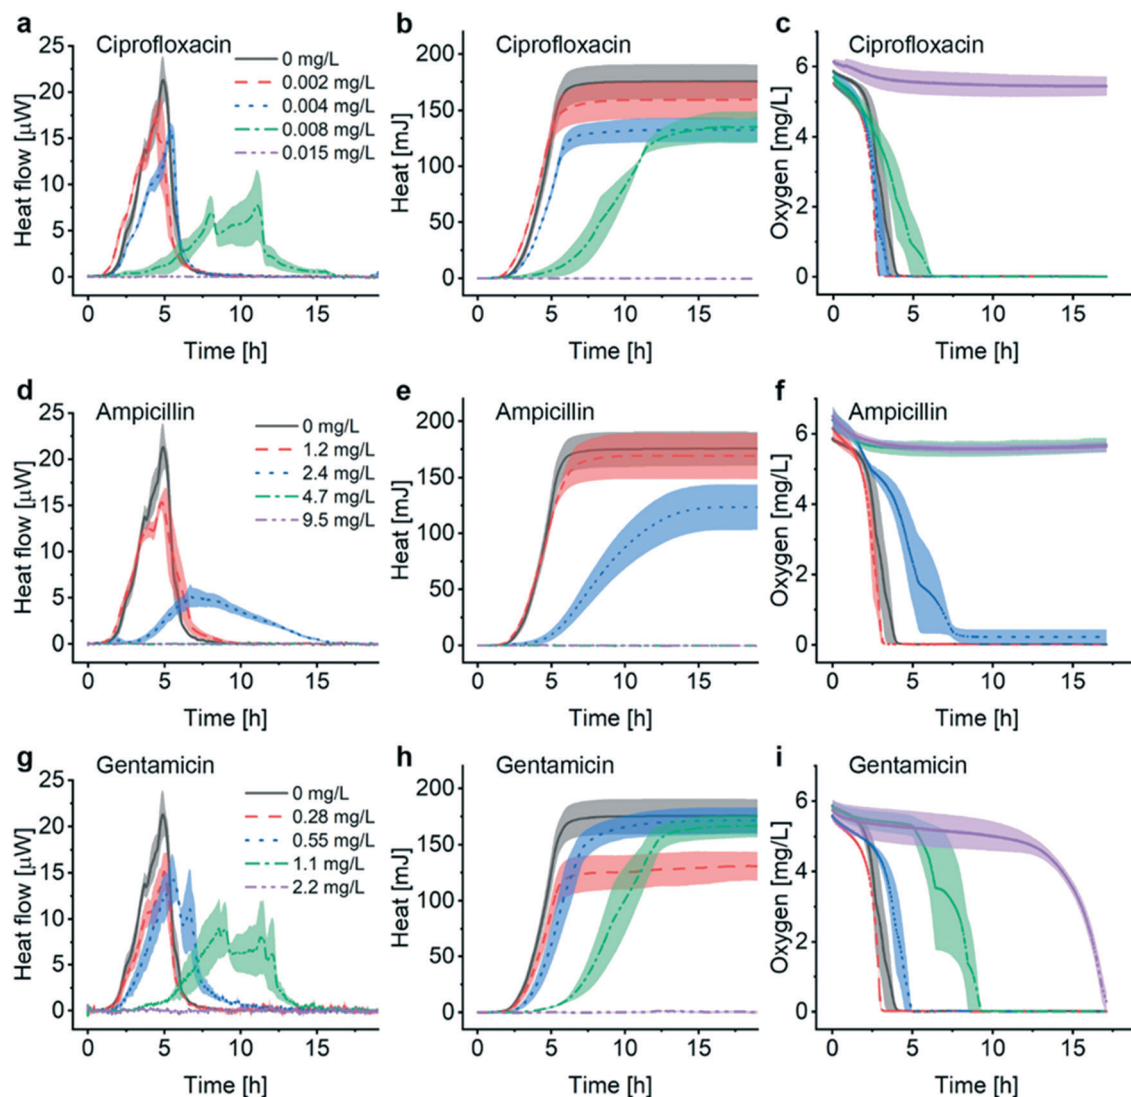 a
Ciprofloxacin
0 mg/L
0.002 mg/L
0.004 mg/L
0.008 mg/L
0.015 mg/L
Heat flow [μW]
25
20
15
10
5
0
0 5 10 15
Time [h]
b
Ciprofloxacin
Heat [mJ]
200
150
100
50
0
0 5 10 15
Time [h]
c
Ciprofloxacin
Oxygen [mg/L]
6
4
2
0
0 5 10 15
Time [h]
d
Ampicillin
0 mg/L
1.2 mg/L
2.4 mg/L
4.7 mg/L
9.5 mg/L
Heat flow [μW]
25
20
15
10
5
0
0 5 10 15
Time [h]
e
Ampicillin
Heat [mJ]
200
150
100
50
0
0 5 10 15
Time [h]
f
Ampicillin
Oxygen [mg/L]
6
4
2
0
0 5 10 15
Time [h]
g
Gentamicin
0 mg/L
0.28 mg/L
0.55 mg/L
1.1 mg/L
2.2 mg/L
Heat flow [μW]
25
20
15
10
5
0
0 5 10 15
Time [h]
h
Gentamicin
Heat [mJ]
200
150
100
50
0
0 5 10 15
Time [h]
i
Gentamicin
Oxygen [mg/L]
6
4
2
0
0 5 10 15
Time [h]